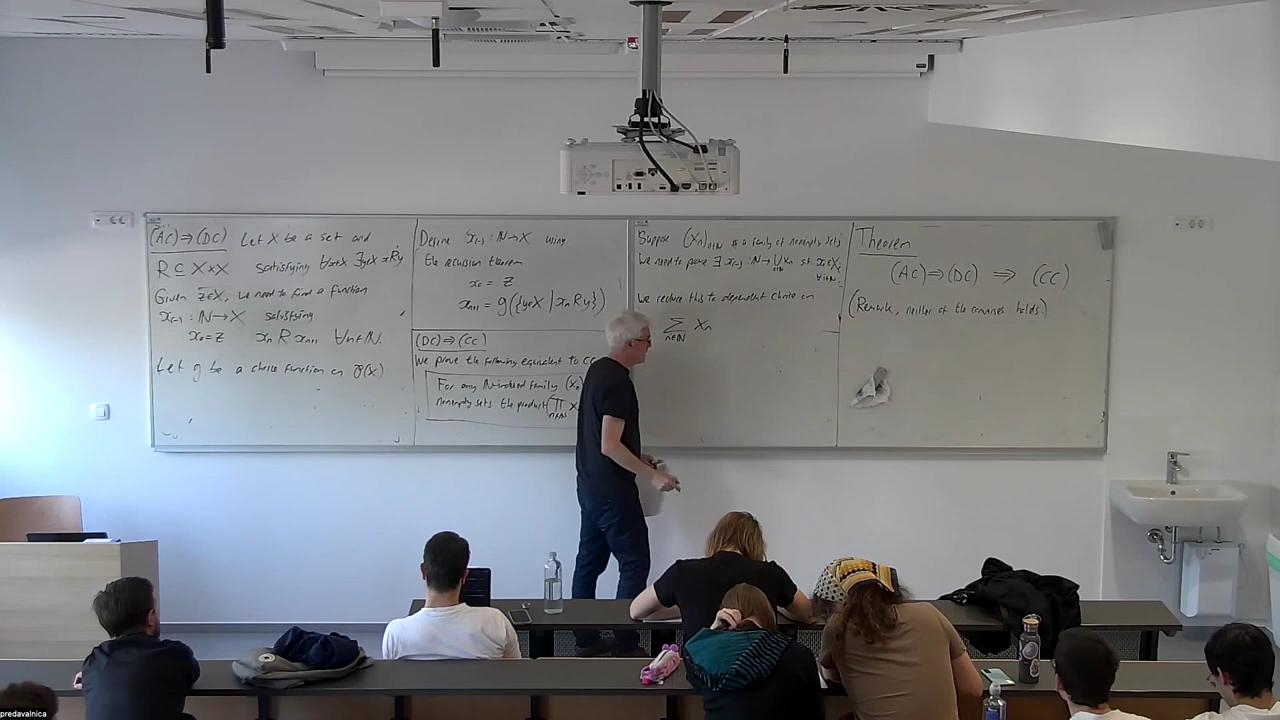 (AC) ⇒ (DC) Let X be a set and
R ⊆ X×X satisfying ∀x∈X ∃y∈X xRy
Given z∈X, we need to find a function
x₍₋₎ : ℕ → X satisfying
x₀ = z xₙ R xₙ₊₁ ∀n∈ℕ.
Let g be a choice function on 𝒫(X)
Define x₍₋₎ : ℕ → X using
the recursion theorem
x₀ = z
xₙ₊₁ = g({y∈X | xₙRy})
(DC) ⇒ (CC)
We prove the following equivalent to CC
For any ℕ-indexed family (Xₙ)
nonempty sets the product ∏ n∈ℕ X
Suppose (Xₙ)n∈ℕ is a family of nonempty sets
We need to prove ∃ x₍₋₎ : ℕ → ⋃ Xₙ st. xₙ∈Xₙ
∀n∈ℕ
We reduce this to dependent choice on
∑ n∈ℕ Xₙ
Theorem
(AC) ⇒ (DC) ⇒ (CC)
(Remark, neither of the converses holds.)
predavalnica